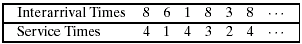 Interarrival Times 8 6 1 8 3 8 ⋯
Service Times 4 1 4 3 2 4 ⋯